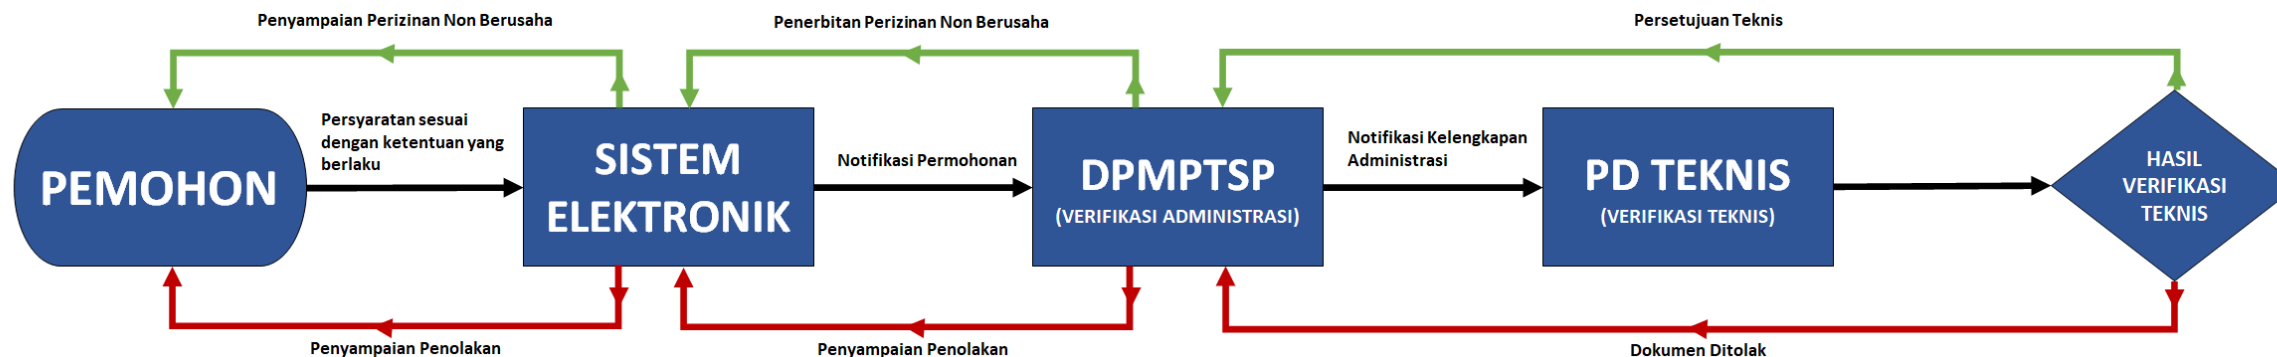 Penyampaian Perizinan Non Berusaha
Penerbitan Perizinan Non Berusaha
Persetujuan Teknis
PEMOHON
Persyaratan sesuai
dengan ketentuan yang
berlaku
SISTEM
ELEKTRONIK
Notifikasi Permohonan
DPMPTSP
(VERIFIKASI ADMINISTRASI)
Notifikasi Kelengkapan
Administrasi
PD TEKNIS
(VERIFIKASI TEKNIS)
HASIL
VERIFIKASI
TEKNIS
Penyampaian Penolakan
Penyampaian Penolakan
Dokumen Ditolak